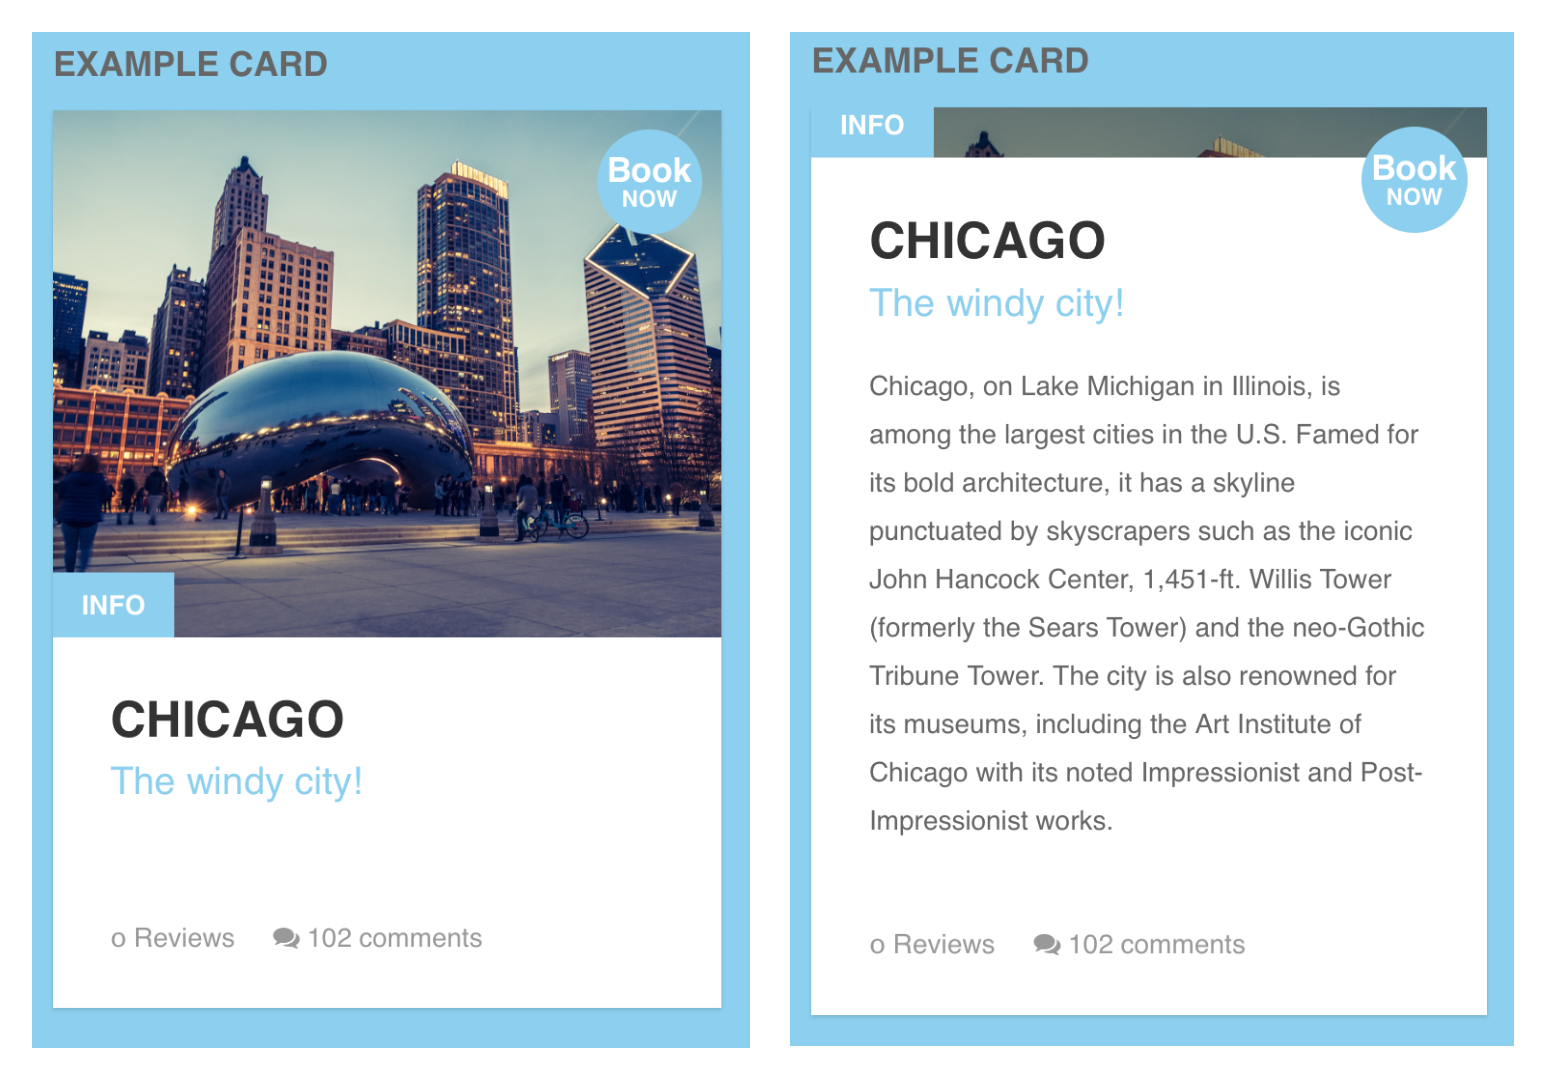 EXAMPLE CARD
Book
NOW
INFO
CHICAGO
The windy city!
o Reviews
102 comments
EXAMPLE CARD
INFO
Book
NOW
CHICAGO
The windy city!
Chicago, on Lake Michigan in Illinois, is
among the largest cities in the U.S. Famed for
its bold architecture, it has a skyline
punctuated by skyscrapers such as the iconic
John Hancock Center, 1,451-ft. Willis Tower
(formerly the Sears Tower) and the neo-Gothic
Tribune Tower. The city is also renowned for
its museums, including the Art Institute of
Chicago with its noted Impressionist and Post-
Impressionist works.
o Reviews
102 comments